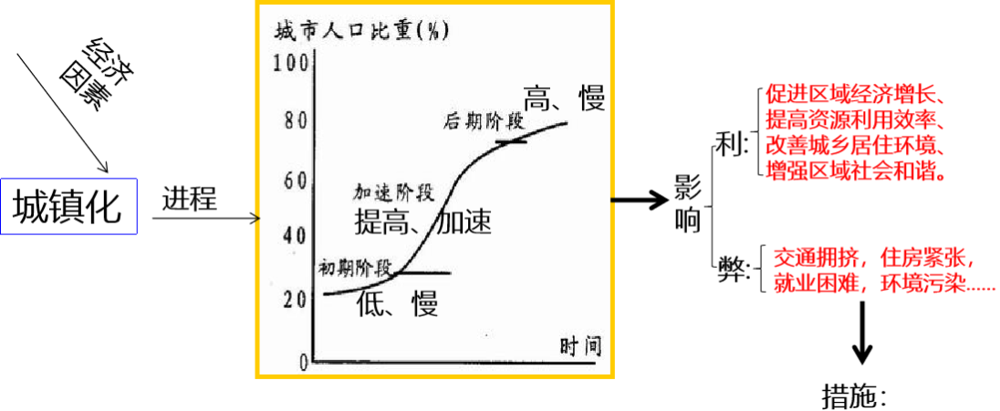 经济
因素
城镇化
进程
城市人口比重(%)
100
80
60
40
20
0
高、慢
后期阶段
加速阶段
提高、加速
初期阶段
低、慢
时间
影
响
利:
促进区域经济增长、
提高资源利用效率、
改善城乡居住环境、
增强区域社会和谐。
弊:
交通拥挤，住房紧张，
就业困难，环境污染......
措施：